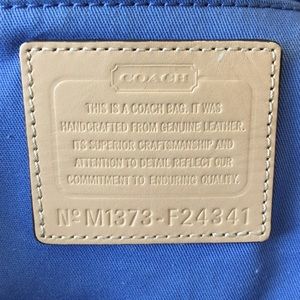 COACH
THIS IS A COACH BAG. IT WAS
HANDCRAFTED FROM GENUINE LEATHER.
ITS SUPERIOR CRAFTSMANSHIP AND
ATTENTION TO DETAIL REFLECT OUR
COMMITMENT TO ENDURING QUALITY.
Nº M1373-F24341